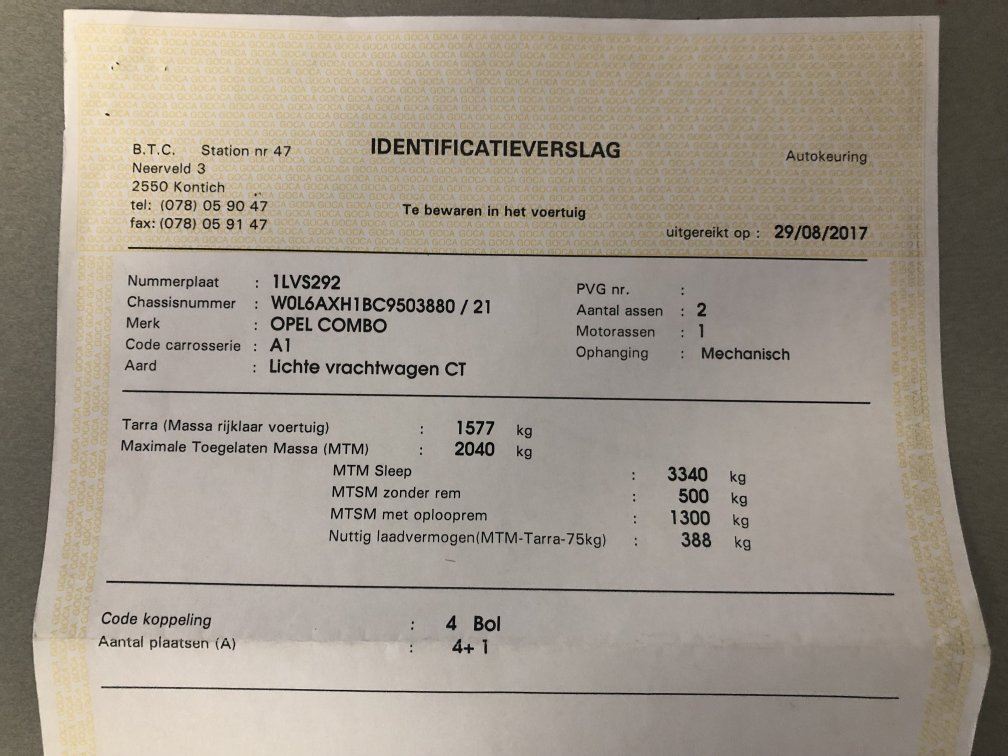 B.T.C. Station nr 47
Neerveld 3
2550 Kontich
tel: (078) 05 90 47
fax: (078) 05 91 47
IDENTIFICATIEVERSLAG
Te bewaren in het voertuig
Autokeuring
uitgereikt op : 29/08/2017
Nummerplaat : 1LVS292
Chassisnummer : W0L6AXH1BC9503880 / 21
Merk : OPEL COMBO
Code carrosserie : A1
Aard : Lichte vrachtwagen CT
PVG nr. :
Aantal assen : 2
Motorassen : 1
Ophanging : Mechanisch
Tarra (Massa rijklaar voertuig) : 1577 kg
Maximale Toegelaten Massa (MTM) : 2040 kg
MTM Sleep : 3340 kg
MTSM zonder rem : 500 kg
MTSM met oplooprem : 1300 kg
Nuttig laadvermogen(MTM-Tarra-75kg) : 388 kg
Code koppeling : 4 Bol
Aantal plaatsen (A) : 4+ 1